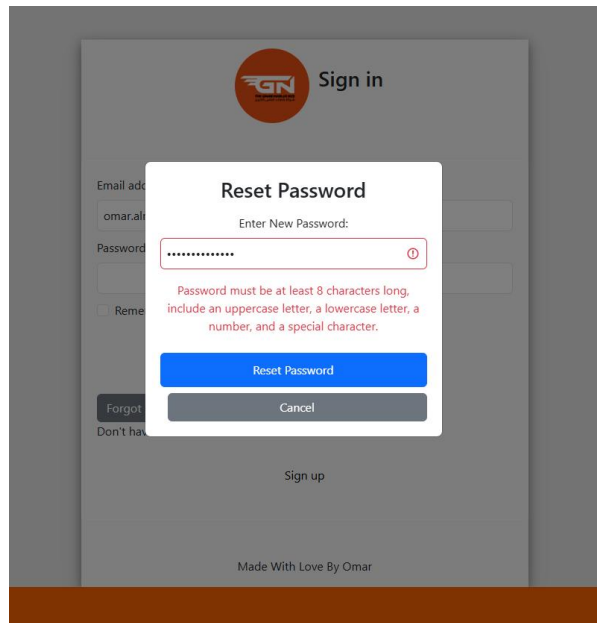 GN
Sign in
Email add
omar.alr
Password
Reme
Forgot
Don't hav
Reset Password
Enter New Password:
••••••••••••••
Password must be at least 8 characters long,
include an uppercase letter, a lowercase letter, a
number, and a special character.
Reset Password
Cancel
Sign up
Made With Love By Omar